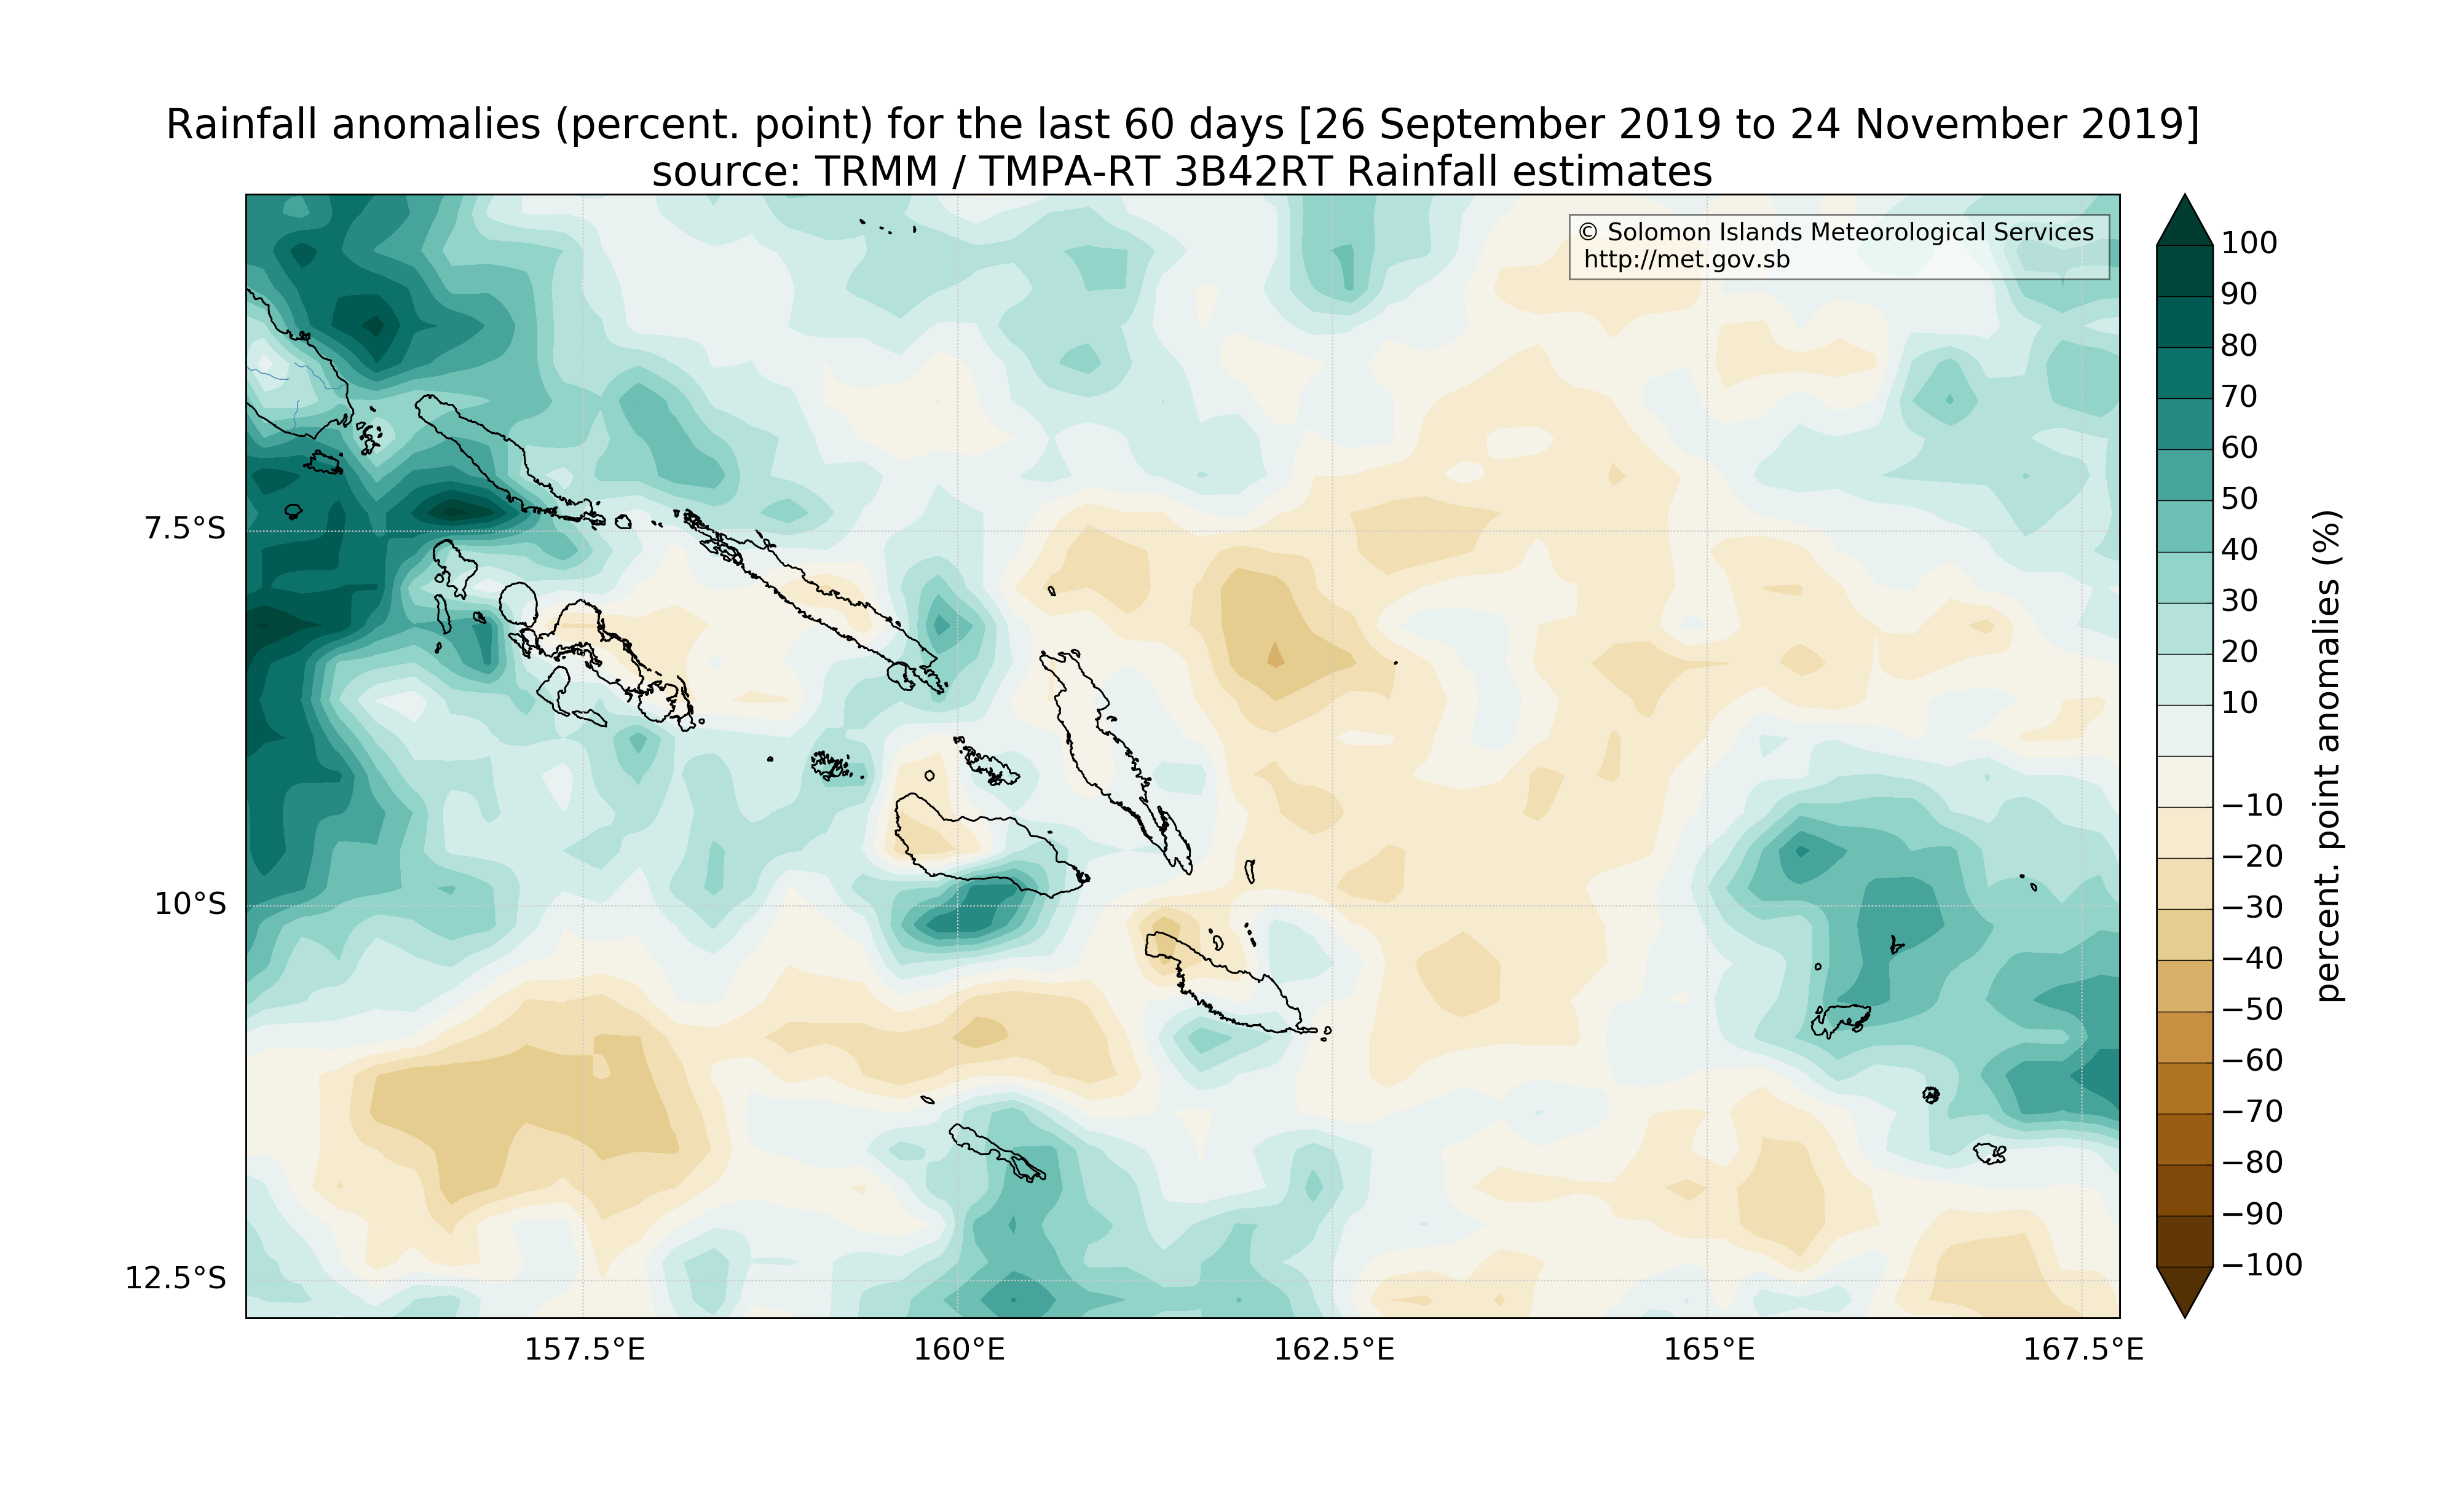 Rainfall anomalies (percent. point) for the last 60 days [26 September 2019 to 24 November 2019]
source: TRMM / TMPA-RT 3B42RT Rainfall estimates
© Solomon Islands Meteorological Services
http://met.gov.sb
7.5°S
10°S
12.5°S
157.5°E
160°E
162.5°E
165°E
167.5°E
100
90
80
70
60
50
40
30
20
10
−10
−20
−30
−40
−50
−60
−70
−80
−90
−100
percent. point anomalies (%)